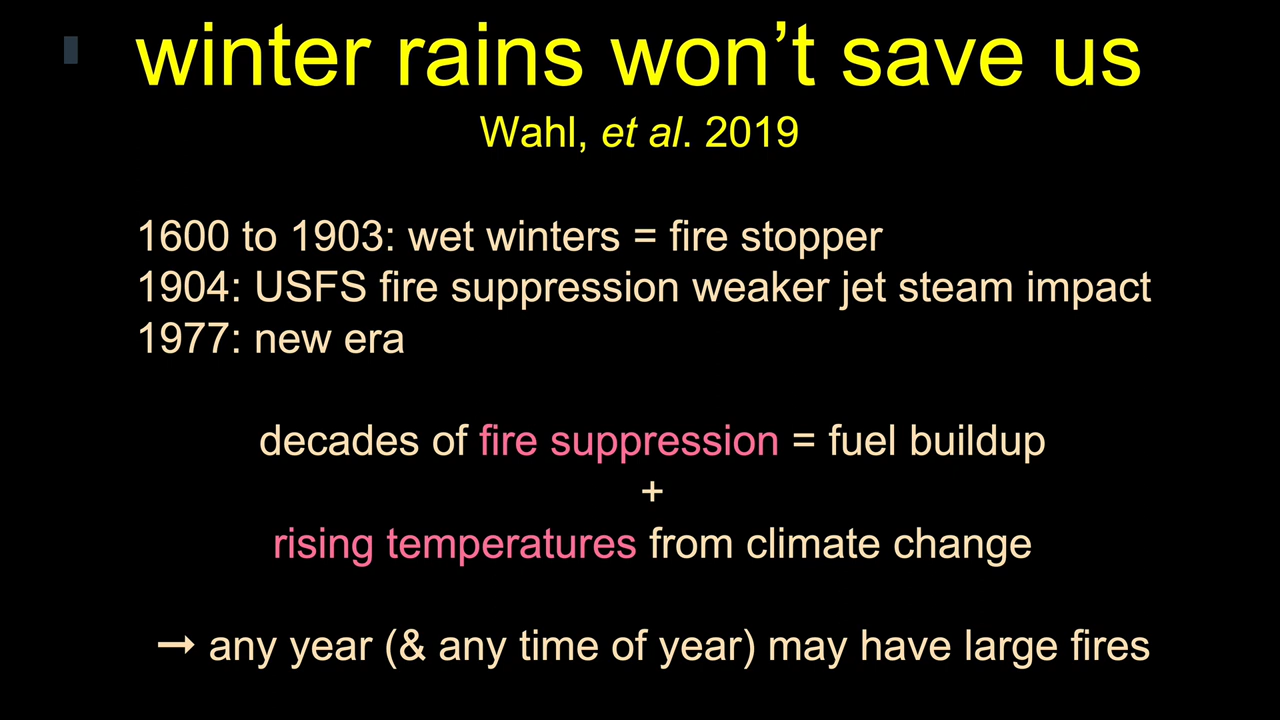 winter rains won’t save us
Wahl, et al. 2019
1600 to 1903: wet winters = fire stopper
1904: USFS fire suppression weaker jet steam impact
1977: new era
decades of fire suppression = fuel buildup
+
rising temperatures from climate change
→ any year (& any time of year) may have large fires